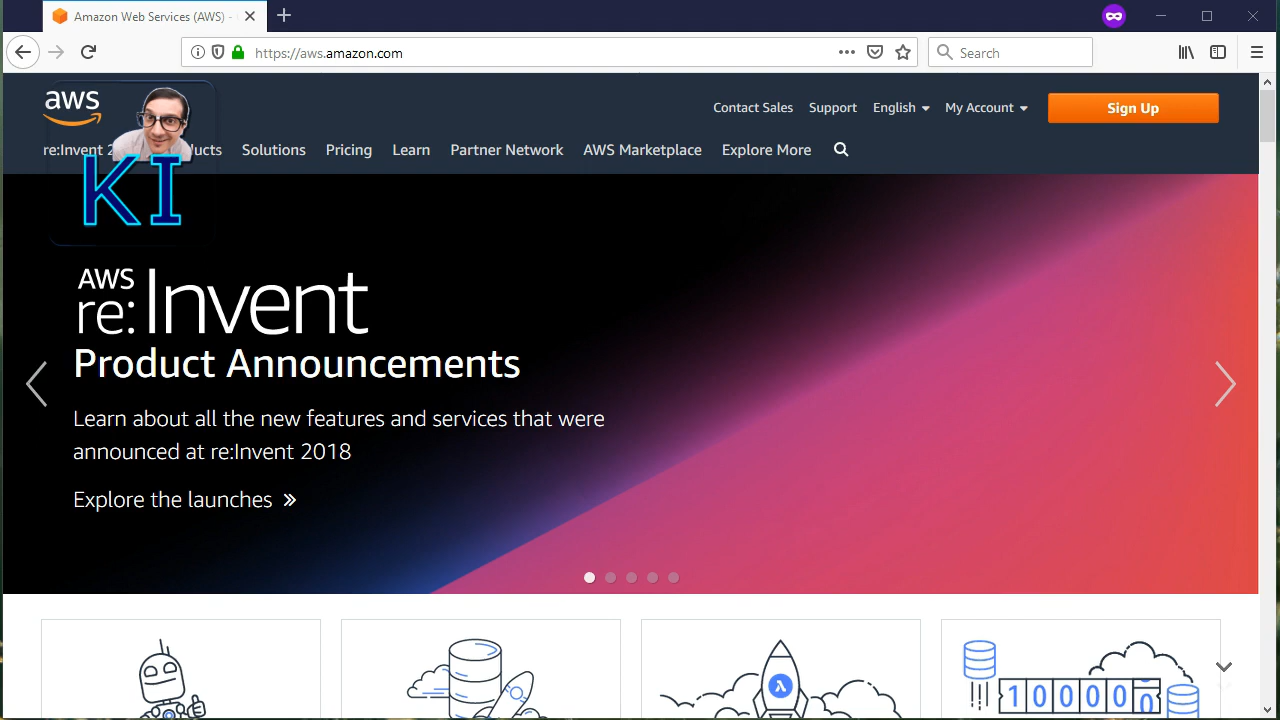 Amazon Web Services (AWS) -
https://aws.amazon.com
Search
aws
Contact Sales
Support
English
My Account
Sign Up
re:Invent 2
ucts
Solutions
Pricing
Learn
Partner Network
AWS Marketplace
Explore More
KI
AWS
re:Invent
Product Announcements
Learn about all the new features and services that were
announced at re:Invent 2018
Explore the launches »
10000